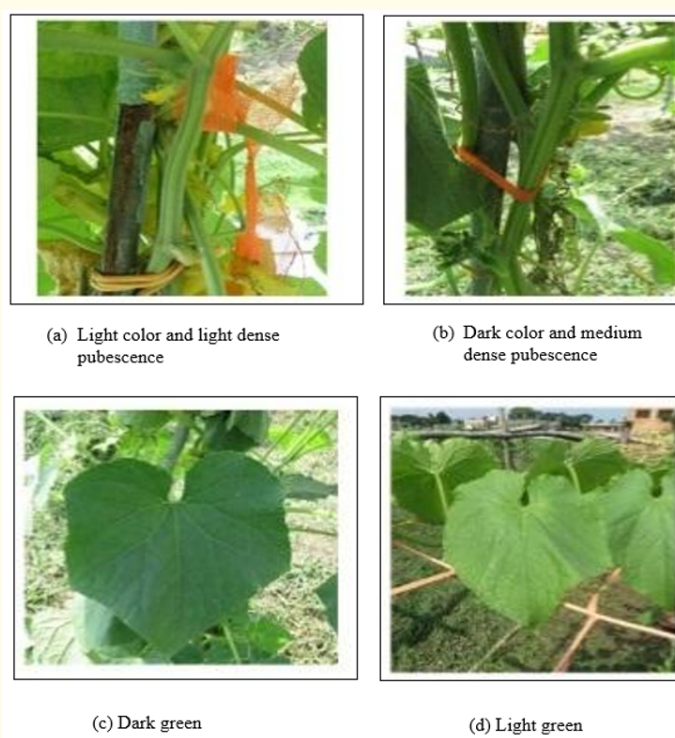 (a) Light color and light dense
pubescence
(b) Dark color and medium
dense pubescence
(c) Dark green
(d) Light green